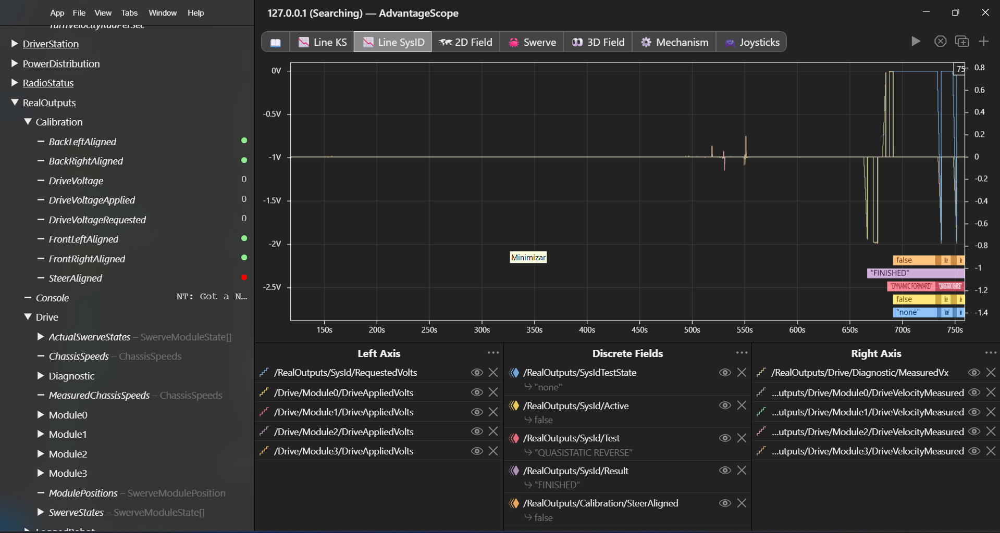 App File View Tabs Window Help
127.0.0.1 (Searching) — AdvantageScope
TurnVelocityRadPerSec
DriverStation
PowerDistribution
RadioStatus
RealOutputs
Calibration
BackLeftAligned
BackRightAligned
DriveVoltage 0
DriveVoltageApplied 0
DriveVoltageRequested 0
FrontLeftAligned
FrontRightAligned
SteerAligned
Console NT: Got a N...
Drive
ActualSwerveStates – SwerveModuleState[]
ChassisSpeeds – ChassisSpeeds
Diagnostic
MeasuredChassisSpeeds – ChassisSpeeds
Module0
Module1
Module2
Module3
ModulePositions – SwerveModulePosition
SwerveStates – SwerveModuleState[]
LoggedRobot
Line KS Line SysID 2D Field Swerve 3D Field Mechanism Joysticks
0V
-0.5V
-1V
-1.5V
-2V
-2.5V
75
0.8
0.6
0.4
0.2
0
-0.2
-0.4
-0.6
-0.8
-1
-1.2
-1.4
Minimizar
false
"FINISHED"
"DYNAMIC FORWARD" "QUASISTATIC REVERSE"
false
"none"
150s 200s 250s 300s 350s 400s 450s 500s 550s 600s 650s 700s 750s
Left Axis
/RealOutputs/SysId/RequestedVolts
/Drive/Module0/DriveAppliedVolts
/Drive/Module1/DriveAppliedVolts
/Drive/Module2/DriveAppliedVolts
/Drive/Module3/DriveAppliedVolts
Discrete Fields
/RealOutputs/SysIdTestState
"none"
/RealOutputs/SysId/Active
false
/RealOutputs/SysId/Test
"QUASISTATIC REVERSE"
/RealOutputs/SysId/Result
"FINISHED"
/RealOutputs/Calibration/SteerAligned
false
Right Axis
/RealOutputs/Drive/Diagnostic/MeasuredVx
...utputs/Drive/Module0/DriveVelocityMeasured
...utputs/Drive/Module1/DriveVelocityMeasured
...utputs/Drive/Module2/DriveVelocityMeasured
...utputs/Drive/Module3/DriveVelocityMeasured